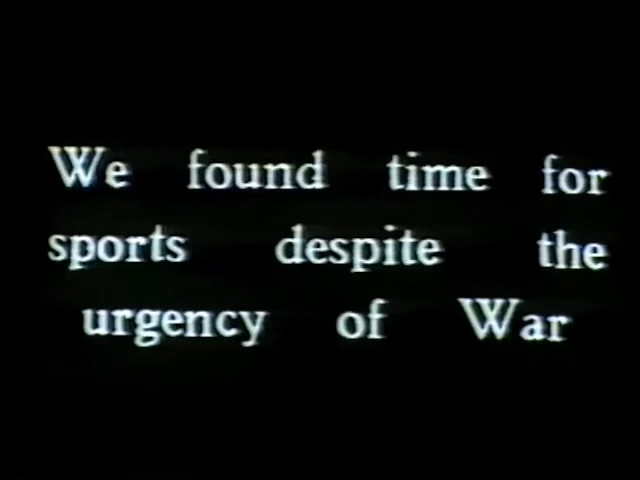 We found time for
sports despite the
urgency of War